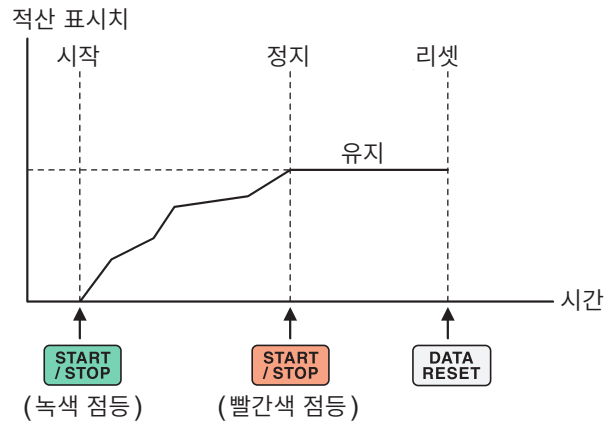 적산 표시치
시작
정지
리셋
유지
시간
START
/ STOP
START
/ STOP
DATA
RESET
(녹색 점등)
(빨간색 점등)